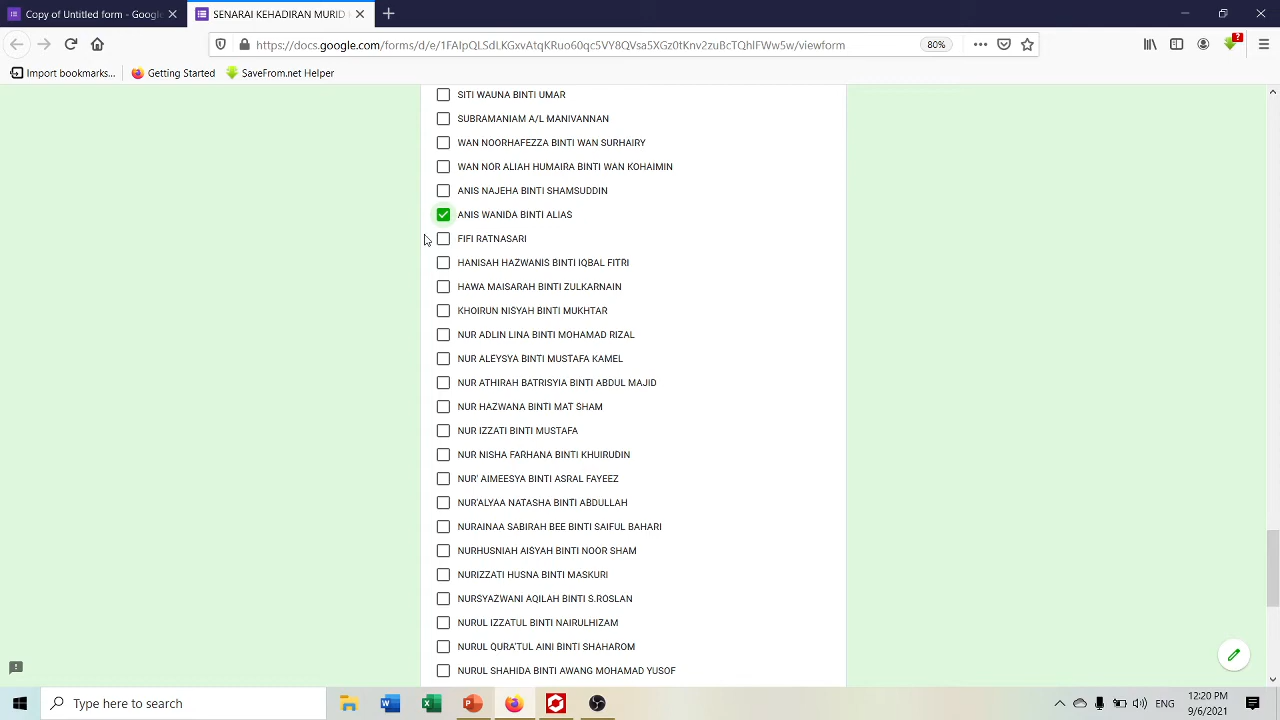 Copy of Untitled form - Google
SENARAI KEHADIRAN MURID
Import bookmarks...
Getting Started
SaveFrom.net Helper
80%
SITI WAUNA BINTI UMAR
SUBRAMANIAM A/L MANIVANNAN
WAN NOORHAFEZZA BINTI WAN SURHAIRY
WAN NOR ALIAH HUMAIRA BINTI WAN KOHAIMIN
ANIS NAJEHA BINTI SHAMSUDDIN
ANIS WANIDA BINTI ALIAS
FIFI RATNASARI
HANISAH HAZWANIS BINTI IQBAL FITRI
HAWA MAISARAH BINTI ZULKARNAIN
KHOIRUN NISYAH BINTI MUKHTAR
NUR ADLIN LINA BINTI MOHAMAD RIZAL
NUR ALEYSYA BINTI MUSTAFA KAMEL
NUR ATHIRAH BATRISYIA BINTI ABDUL MAJID
NUR HAZWANA BINTI MAT SHAM
NUR IZZATI BINTI MUSTAFA
NUR NISHA FARHANA BINTI KHUIRUDIN
NUR' AIMEESYA BINTI ASRAL FAYEEZ
NUR'ALYAA NATASHA BINTI ABDULLAH
NURAINAA SABIRAH BEE BINTI SAIFUL BAHARI
NURHUSNIAH AISYAH BINTI NOOR SHAM
NURIZZATI HUSNA BINTI MASKURI
NURSYAZWANI AQILAH BINTI S.ROSLAN
NURUL IZZATUL BINTI NAIRULHIZAM
NURUL QURA'TUL AINI BINTI SHAHAROM
NURUL SHAHIDA BINTI AWANG MOHAMAD YUSOF
Type here to search
ENG
12:20 PM
9/6/2021